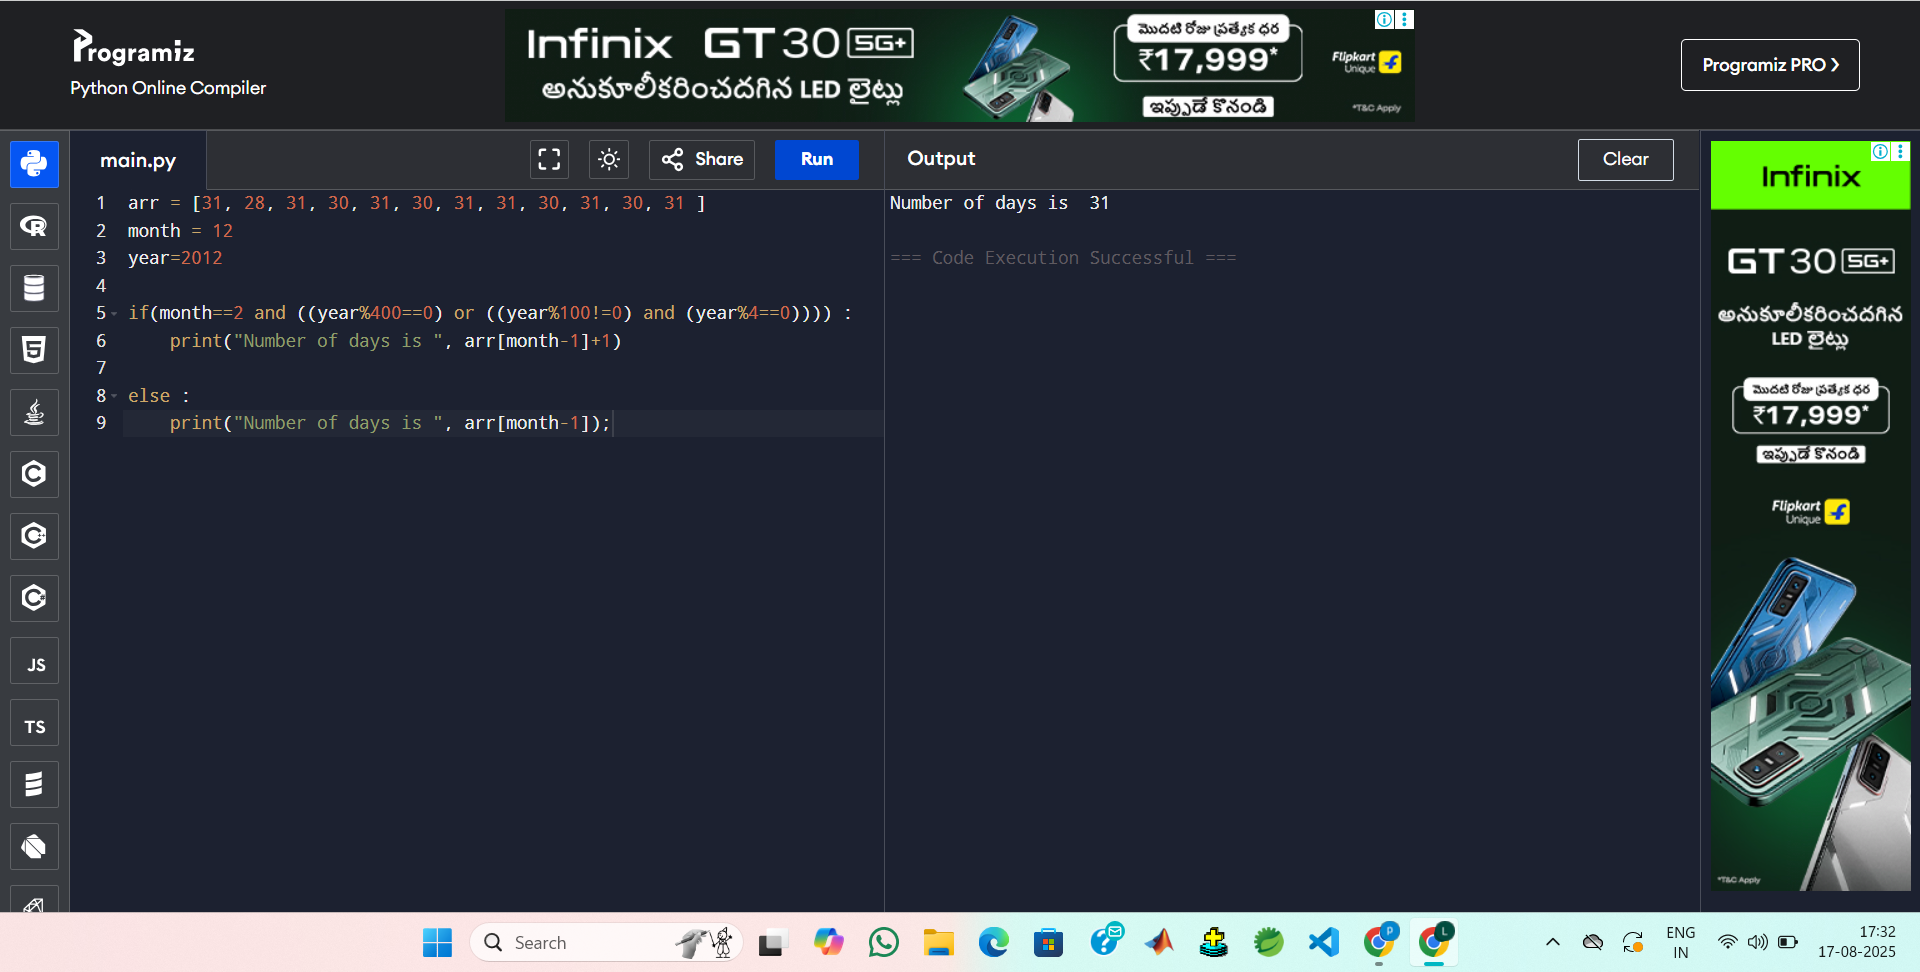 Programiz
Python Online Compiler
Infinix GT 30 5G+
అనుకూలీకరించదగిన LED లైట్లు
మొదటి రోజు ప్రత్యేక ధర
₹17,999*
ఇప్పుడే కొనండి
Flipkart
Unique
*T&C Apply
Programiz PRO ›
main.py
Share
Run
Output
Clear
1 arr = [31, 28, 31, 30, 31, 30, 31, 31, 30, 31, 30, 31 ]
2 month = 12
3 year=2012
4
5 if(month==2 and ((year%400==0) or ((year%100!=0) and (year%4==0)))) :
6 print("Number of days is ", arr[month-1]+1)
7
8 else :
9 print("Number of days is ", arr[month-1]);
Number of days is  31
=== Code Execution Successful ===
JS
TS
Infinix
GT 30 5G+
అనుకూలీకరించదగిన
LED లైట్లు
మొదటి రోజు ప్రత్యేక ధర
₹17,999*
ఇప్పుడే కొనండి
Flipkart
Unique
*T&C Apply
Search
P
L
ENG
IN
17:32
17-08-2025